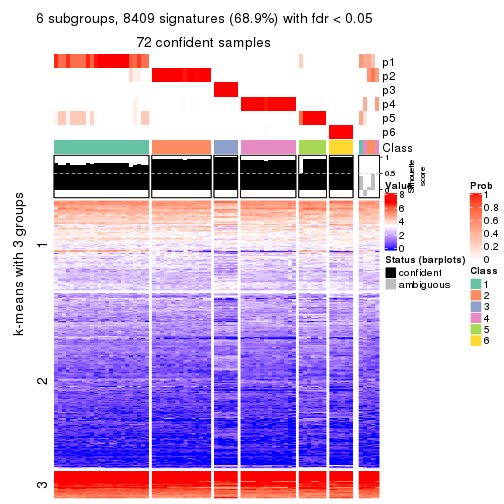 6 subgroups, 8409 signatures (68.9%) with fdr < 0.05
72 confident samples
p1
p2
p3
p4
p5
p6
Class
1
0.5
0
Silhouette
score
k-means with 3 groups
1
2
3
Value
8
6
4
2
0
Status (barplots)
confident
ambiguous
Prob
1
0.8
0.6
0.4
0.2
0
Class
1
2
3
4
5
6